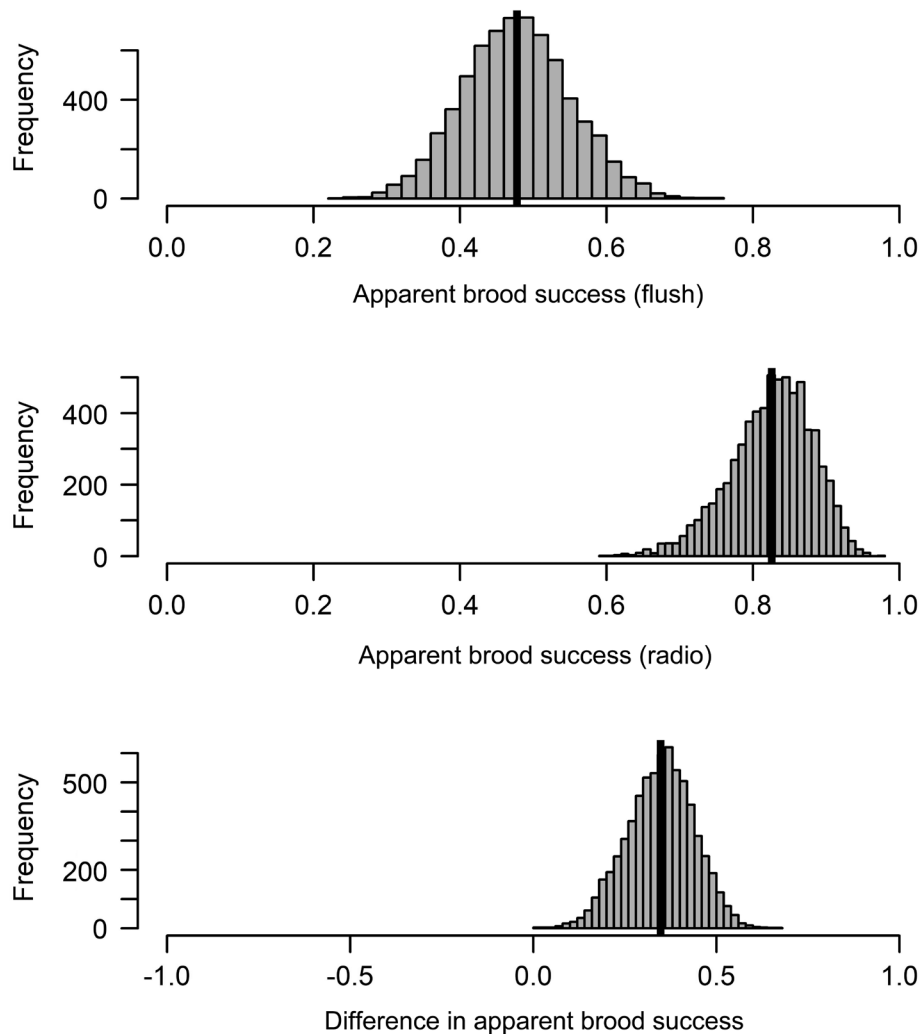 Frequency
400
0
0.0 0.2 0.4 0.6 0.8 1.0
Apparent brood success (flush)
Frequency
400
200
0
0.0 0.2 0.4 0.6 0.8 1.0
Apparent brood success (radio)
Frequency
500
200
0
-1.0 -0.5 0.0 0.5 1.0
Difference in apparent brood success